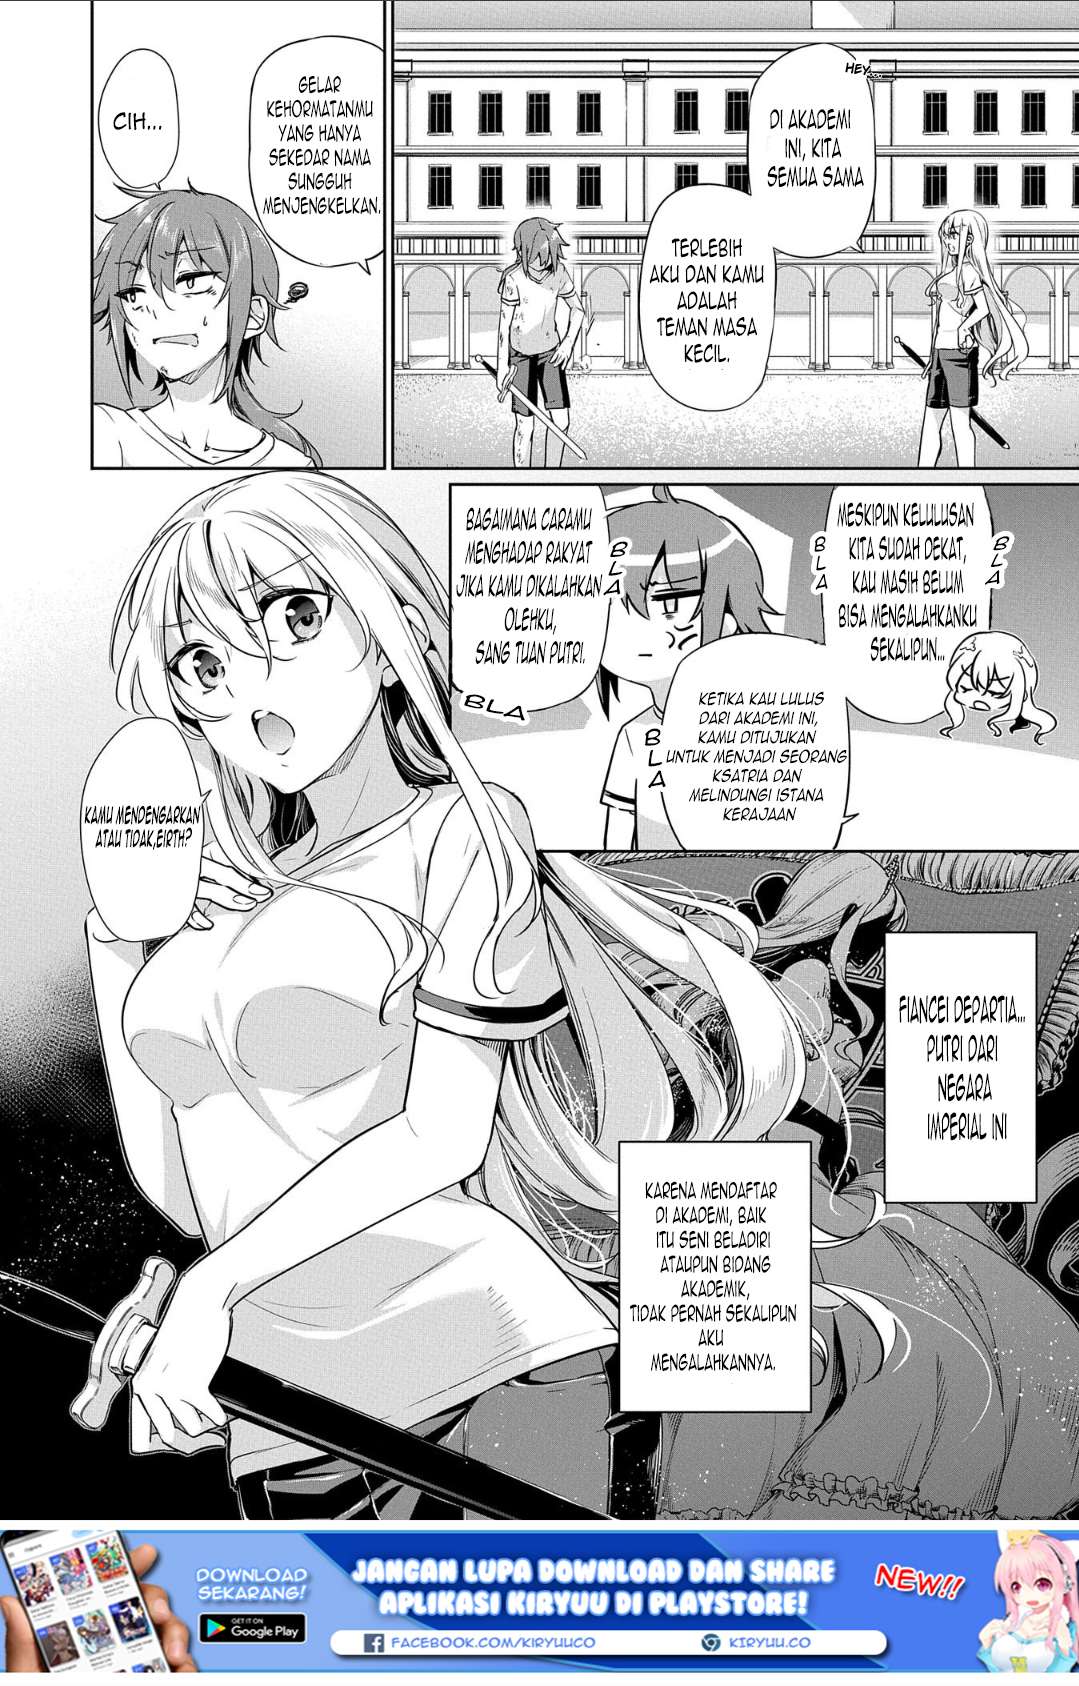 HEY...
DI AKADEMI
INI, KITA
SEMUA SAMA
TERLEBIH
AKU DAN KAMU
ADALAH
TEMAN MASA
KECIL.
GELAR
KEHORMATANMU
YANG HANYA
SEKEDAR NAMA
SUNGGUH
MENJENGKELKAN.
CIH...
MESKIPUN KELULUSAN
KITA SUDAH DEKAT,
KAU MASIH BELUM
BISA MENGALAHKANKU
SEKALIPUN...
BLA
BLA
KETIKA KAU LULUS
DARI AKADEMI INI,
KAMU DITUJUKAN
UNTUK MENJADI SEORANG
KSATRIA DAN
MELINDUNGI ISTANA
KERAJAAN
BLA
BLA
BAGAIMANA CARAMU
MENGHADAP RAKYAT
JIKA KAMU DIKALAHKAN
OLEHKU,
SANG TUAN PUTRI.
BLA
KAMU MENDENGARKAN
ATAU TIDAK,EIRTH?
FIANCEI DEPARTIA...
PUTRI DARI
NEGARA
IMPERIAL INI
KARENA MENDAFTAR
DI AKADEMI, BAIK
ITU SENI BELADIRI
ATAUPUN BIDANG
AKADEMIK,
TIDAK PERNAH SEKALIPUN
AKU
MENGALAHKANNYA.
DOWNLOAD
SEKARANG!
GET IT ON
Google Play
JANGAN LUPA DOWNLOAD DAN SHARE
APLIKASI KIRYUU DI PLAYSTORE!
FACEBOOK.COM/KIRYUUCO
KIRYUU.CO
NEW!!